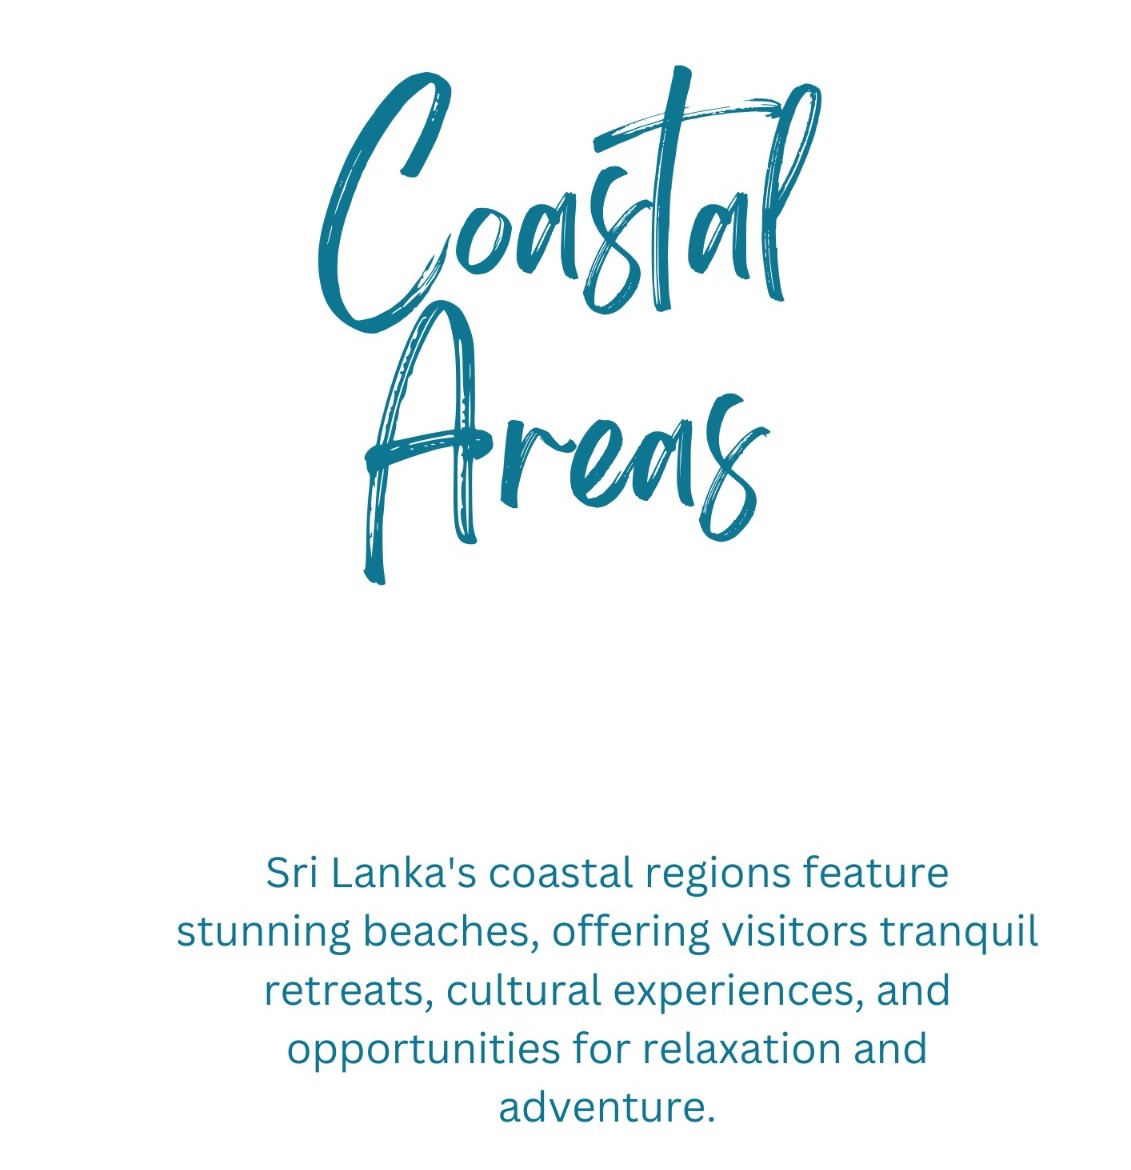 Coastal
Areas
Sri Lanka's coastal regions feature
stunning beaches, offering visitors tranquil
retreats, cultural experiences, and
opportunities for relaxation and
adventure.